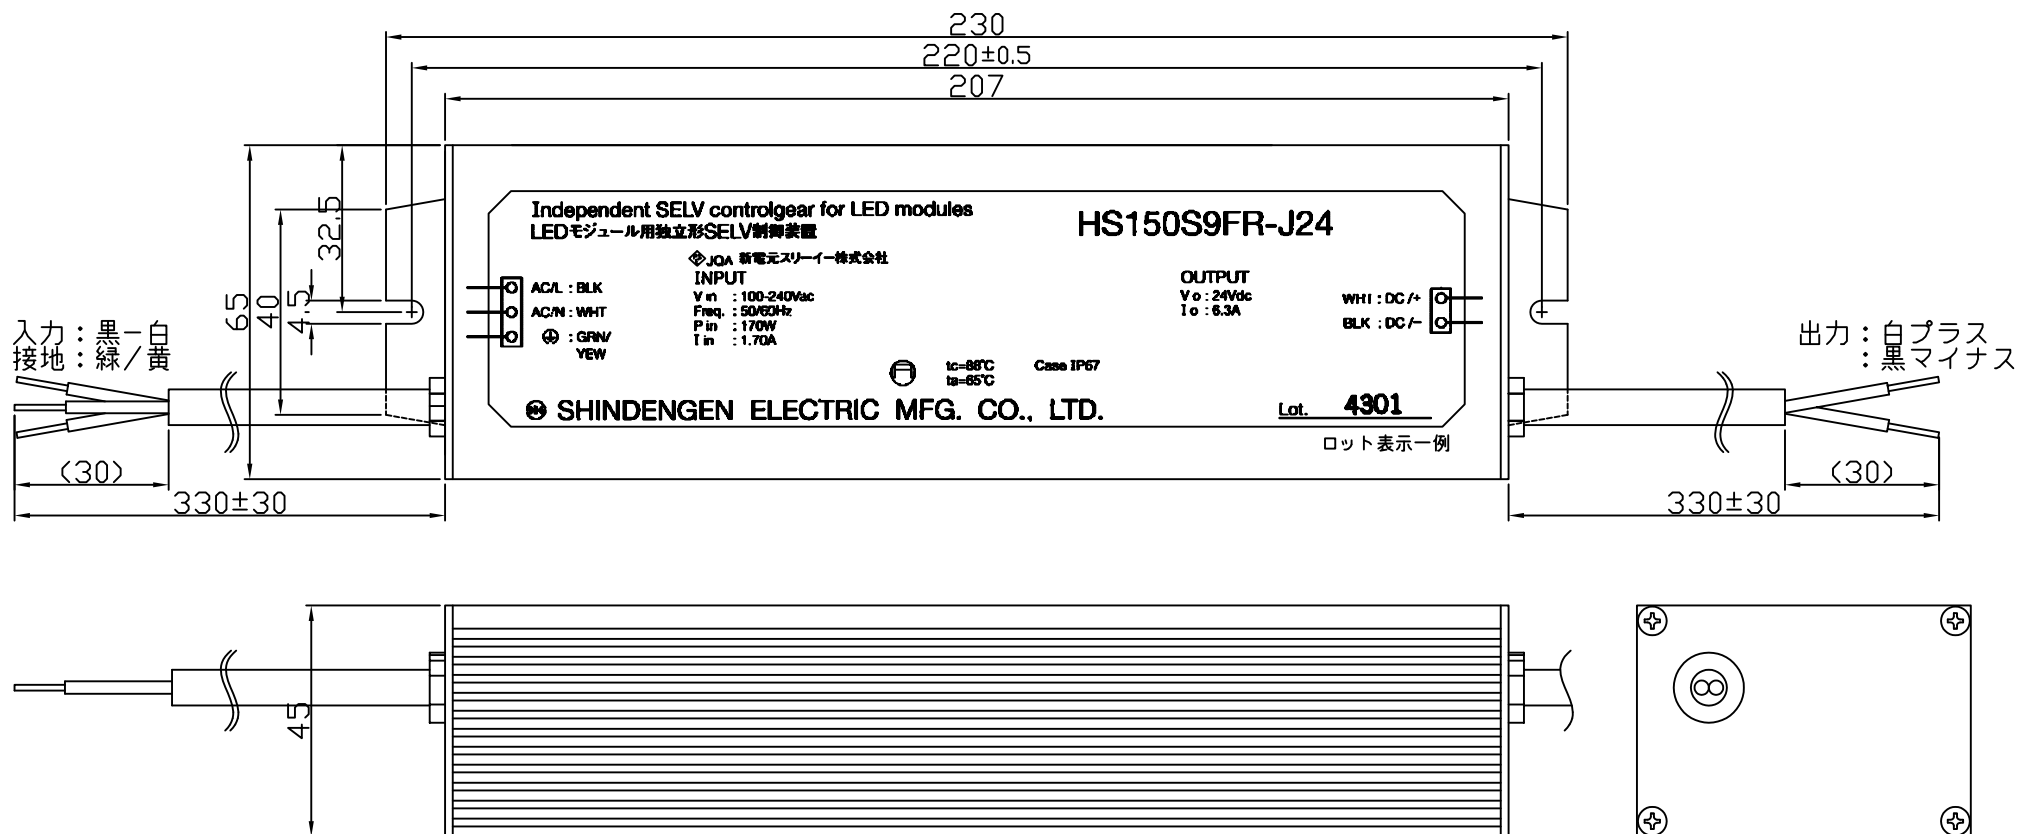 230
220±0.5
207
32.5
65
40
4.5
入力：黒－白
接地：緑／黄
Independent SELV controlgear for LED modules
LEDモジュール用独立形SELV制御装置
HS150S9FR-J24
JQA 新電元スリーイー株式会社
INPUT
Vin : 100-240Vac
Freq. : 50/60Hz
Pin : 170W
Iin : 1.70A
AC/L : BLK
AC/N : WHT
: GRN/
YEW
OUTPUT
Vo : 24Vdc
Io : 6.3A
WHT : DC/+
BLK : DC/−
tc=88℃ Case IP67
ta=65℃
SHINDENGEN ELECTRIC MFG. CO., LTD.
Lot. 4301
ロット表示一例
出力：白プラス
：黒マイナス
(30)
330±30
(30)
330±30
45